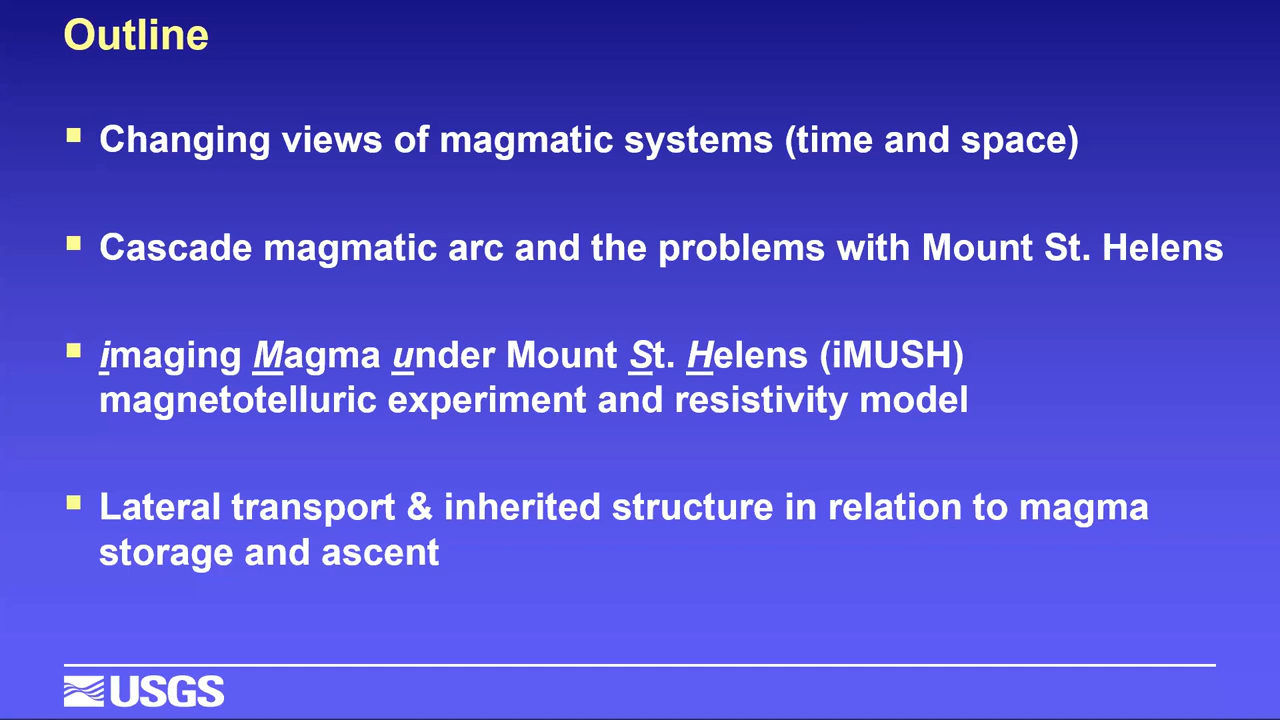 Outline
▪ Changing views of magmatic systems (time and space)
▪ Cascade magmatic arc and the problems with Mount St. Helens
▪ imaging Magma under Mount St. Helens (iMUSH)
magnetotelluric experiment and resistivity model
▪ Lateral transport & inherited structure in relation to magma
storage and ascent
USGS